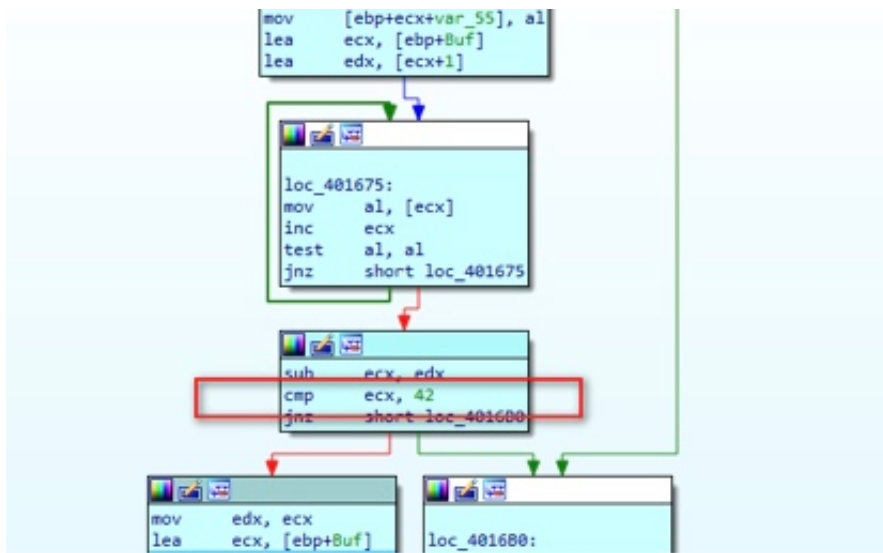 mov [ebp+ecx+var_55], al
lea ecx, [ebp+Buf]
lea edx, [ecx+1]
loc_401675:
mov al, [ecx]
inc ecx
test al, al
jnz short loc_401675
sub ecx, edx
cmp ecx, 42
jnz short loc_4016B0
mov edx, ecx
lea ecx, [ebp+Buf]
loc_4016B0: